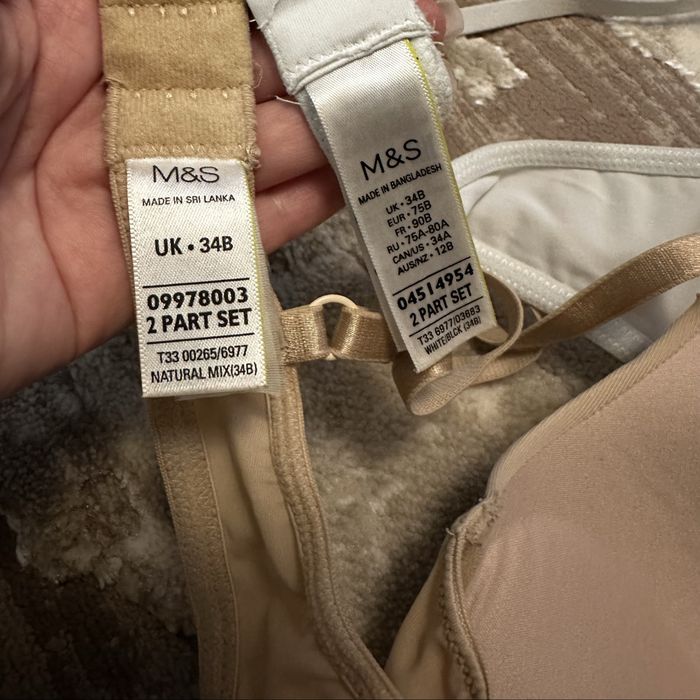 M&S
MADE IN SRI LANKA
UK • 34B
09978003
2 PART SET
T33 00265/6977
NATURAL MIX(34B)
M&S
MADE IN BANGLADESH
UK • 34B
EUR • 75B
FR • 90B
RU • 75A-80A
CAN/US • 34A
AUS/NZ • 12B
04514954
2 PART SET
T33 6977/03883
WHITE/BLCK (34B)